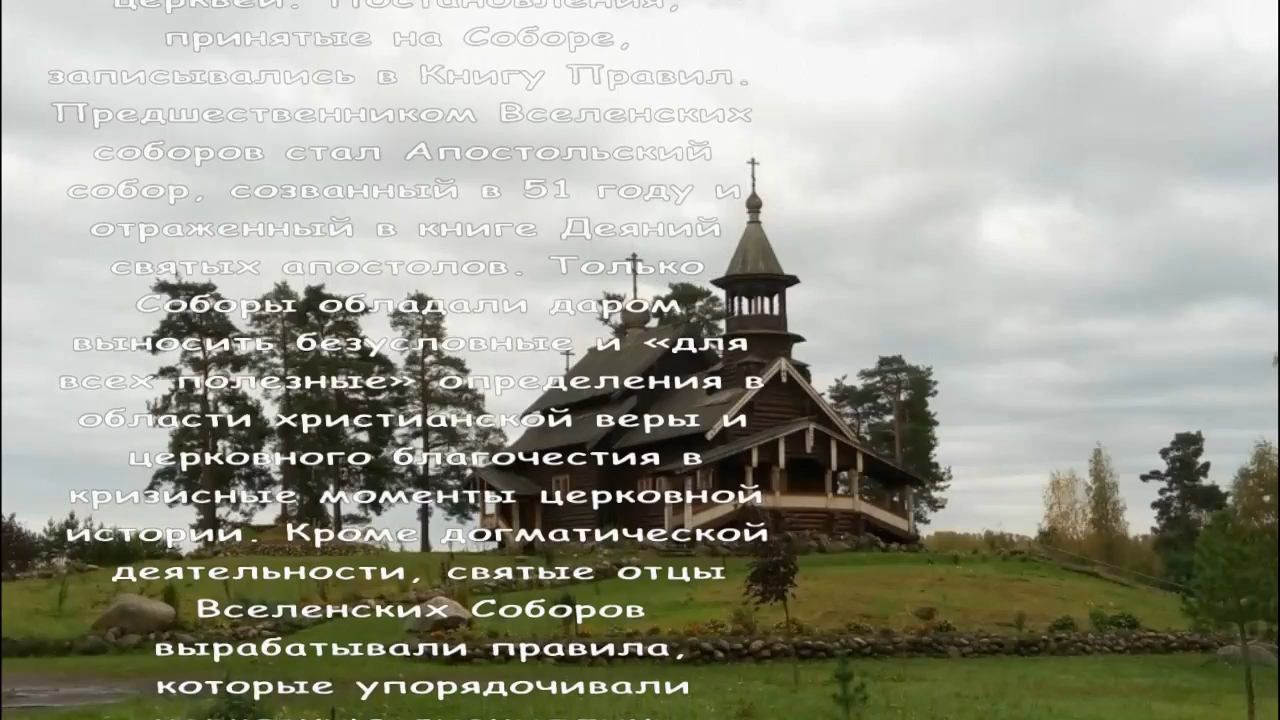 церквей. Постановления,
принятые на Соборе,
записывались в Книгу Правил.
Предшественником Вселенских
соборов стал Апостольский
собор, созванный в 51 году и
отраженный в книге Деяний
святых апостолов. Только
Соборы обладали даром
выносить безусловные и «для
всех полезные» определения в
области христианской веры и
церковного благочестия в
кризисные моменты церковной
истории. Кроме догматической
деятельности, святые отцы
Вселенских Соборов
вырабатывали правила,
которые упорядочивали